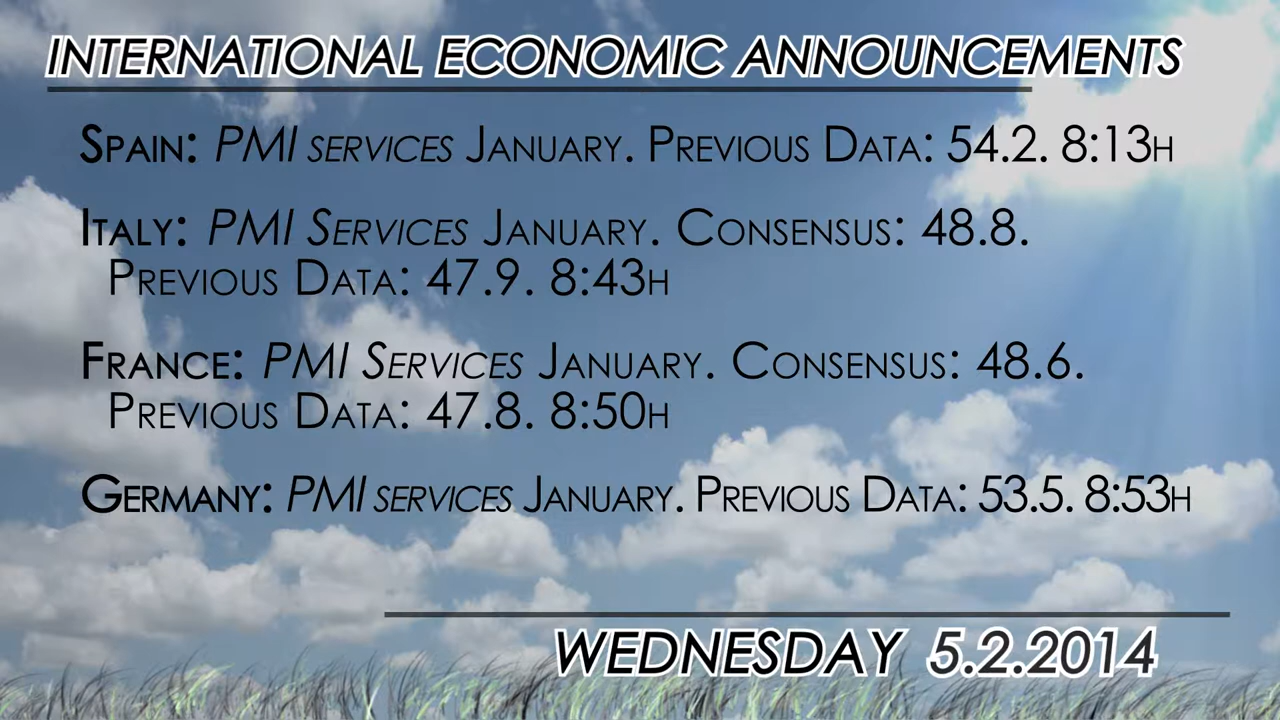 INTERNATIONAL ECONOMIC ANNOUNCEMENTS
SPAIN: PMI SERVICES JANUARY. PREVIOUS DATA: 54.2. 8:13H
ITALY: PMI SERVICES JANUARY. CONSENSUS: 48.8.
PREVIOUS DATA: 47.9. 8:43H
FRANCE: PMI SERVICES JANUARY. CONSENSUS: 48.6.
PREVIOUS DATA: 47.8. 8:50H
GERMANY: PMI SERVICES JANUARY. PREVIOUS DATA: 53.5. 8:53H
WEDNESDAY 5.2.2014